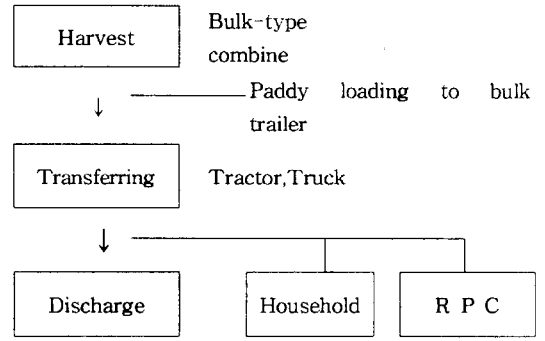 Harvest
Bulk-type
combine
↓
Paddy loading to bulk
trailer
Transferring
Tractor,Truck
↓
Discharge
Household
R P C